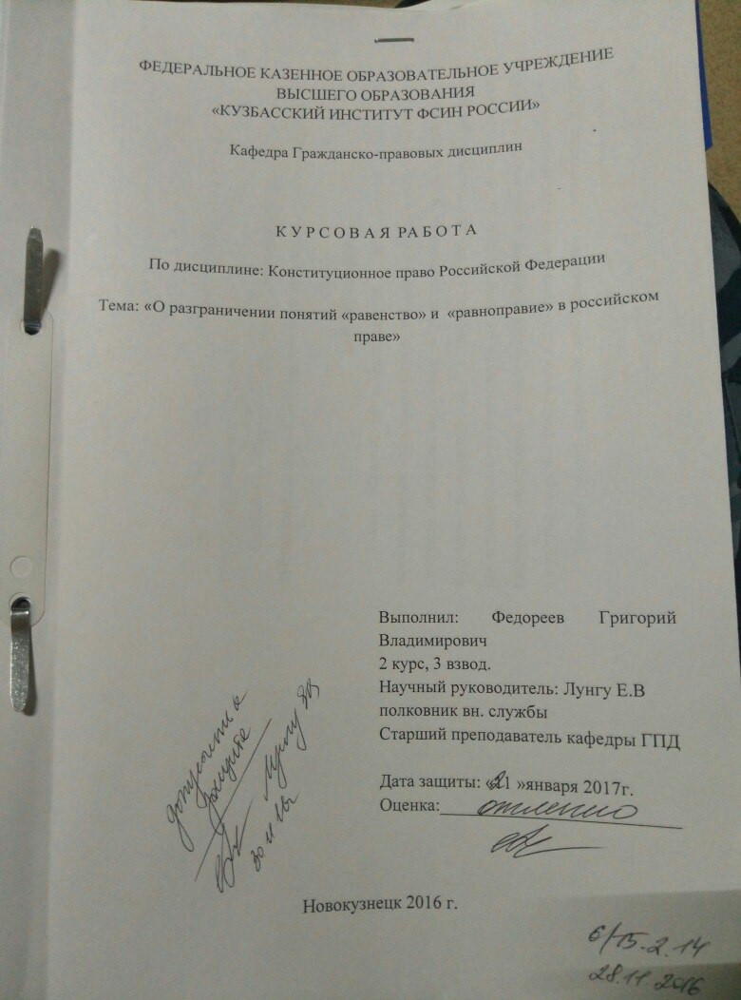 ФЕДЕРАЛЬНОЕ КАЗЕННОЕ ОБРАЗОВАТЕЛЬНОЕ УЧРЕЖДЕНИЕ
ВЫСШЕГО ОБРАЗОВАНИЯ
«КУЗБАССКИЙ ИНСТИТУТ ФСИН РОССИИ»
Кафедра Гражданско-правовых дисциплин
К У Р С О В А Я  Р А Б О Т А
По дисциплине: Конституционное право Российской Федерации
Тема: «О разграничении понятий «равенство» и «равноправие» в российском
праве»
Выполнил: Федореев Григорий
Владимирович
2 курс, 3 взвод.
Научный руководитель: Лунгу Е.В
полковник вн. службы
Старший преподаватель кафедры ГПД
Дата защиты: «21 »января 2017г.
Оценка: отлично
допустить к
защите
Лунгу ЕВ
30 11 16г
Новокузнецк 2016 г.
6/15-2.14
28.11.2016